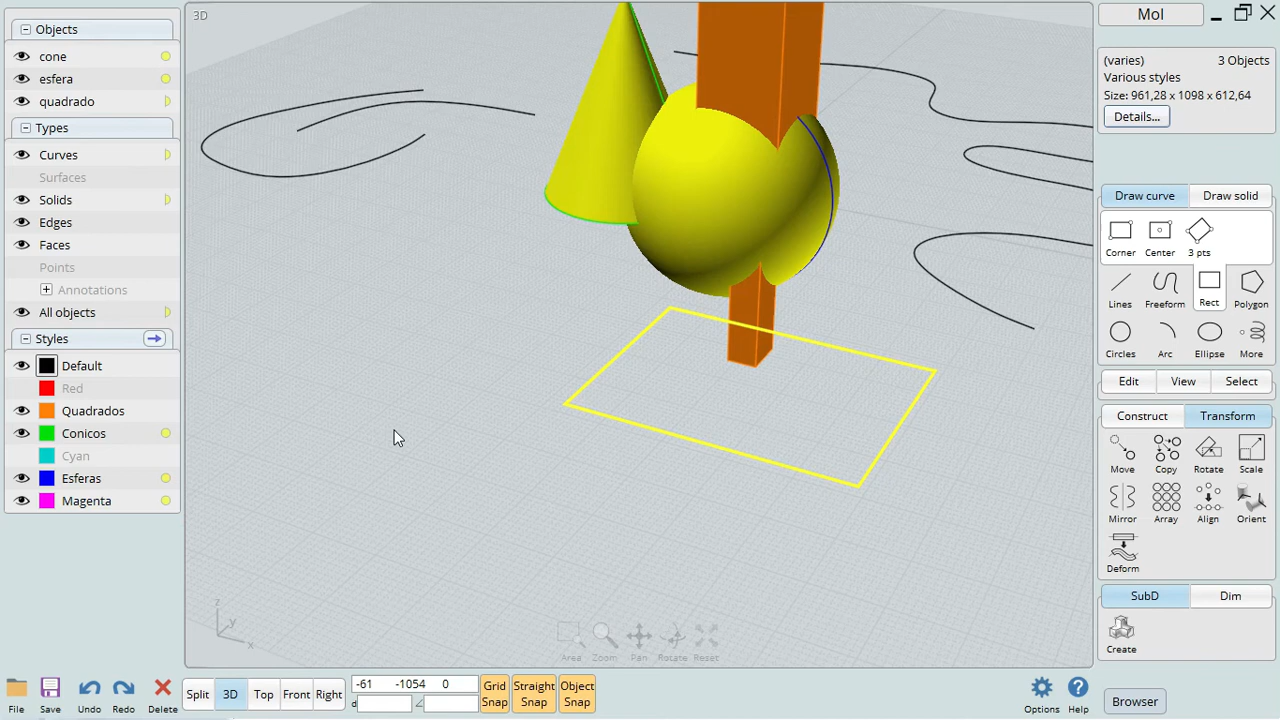 Objects
cone
esfera
quadrado
Types
Curves
Surfaces
Solids
Edges
Faces
Points
Annotations
All objects
Styles
Default
Red
Quadrados
Conicos
Cyan
Esferas
Magenta
3D
z
y
x
Area
Zoom
Pan
Rotate
Reset
MoI
(varies)
3 Objects
Various styles
Size: 961,28 x 1098 x 612,64
Details...
Draw curve
Draw solid
Corner
Center
3 pts
Lines
Freeform
Rect
Polygon
Circles
Arc
Ellipse
More
Edit
View
Select
Construct
Transform
Move
Copy
Rotate
Scale
Mirror
Array
Align
Orient
Deform
SubD
Dim
Create
File
Save
Undo
Redo
Delete
Split
3D
Top
Front
Right
-61 -1054 0
d
Grid Snap
Straight Snap
Object Snap
Options
Help
Browser